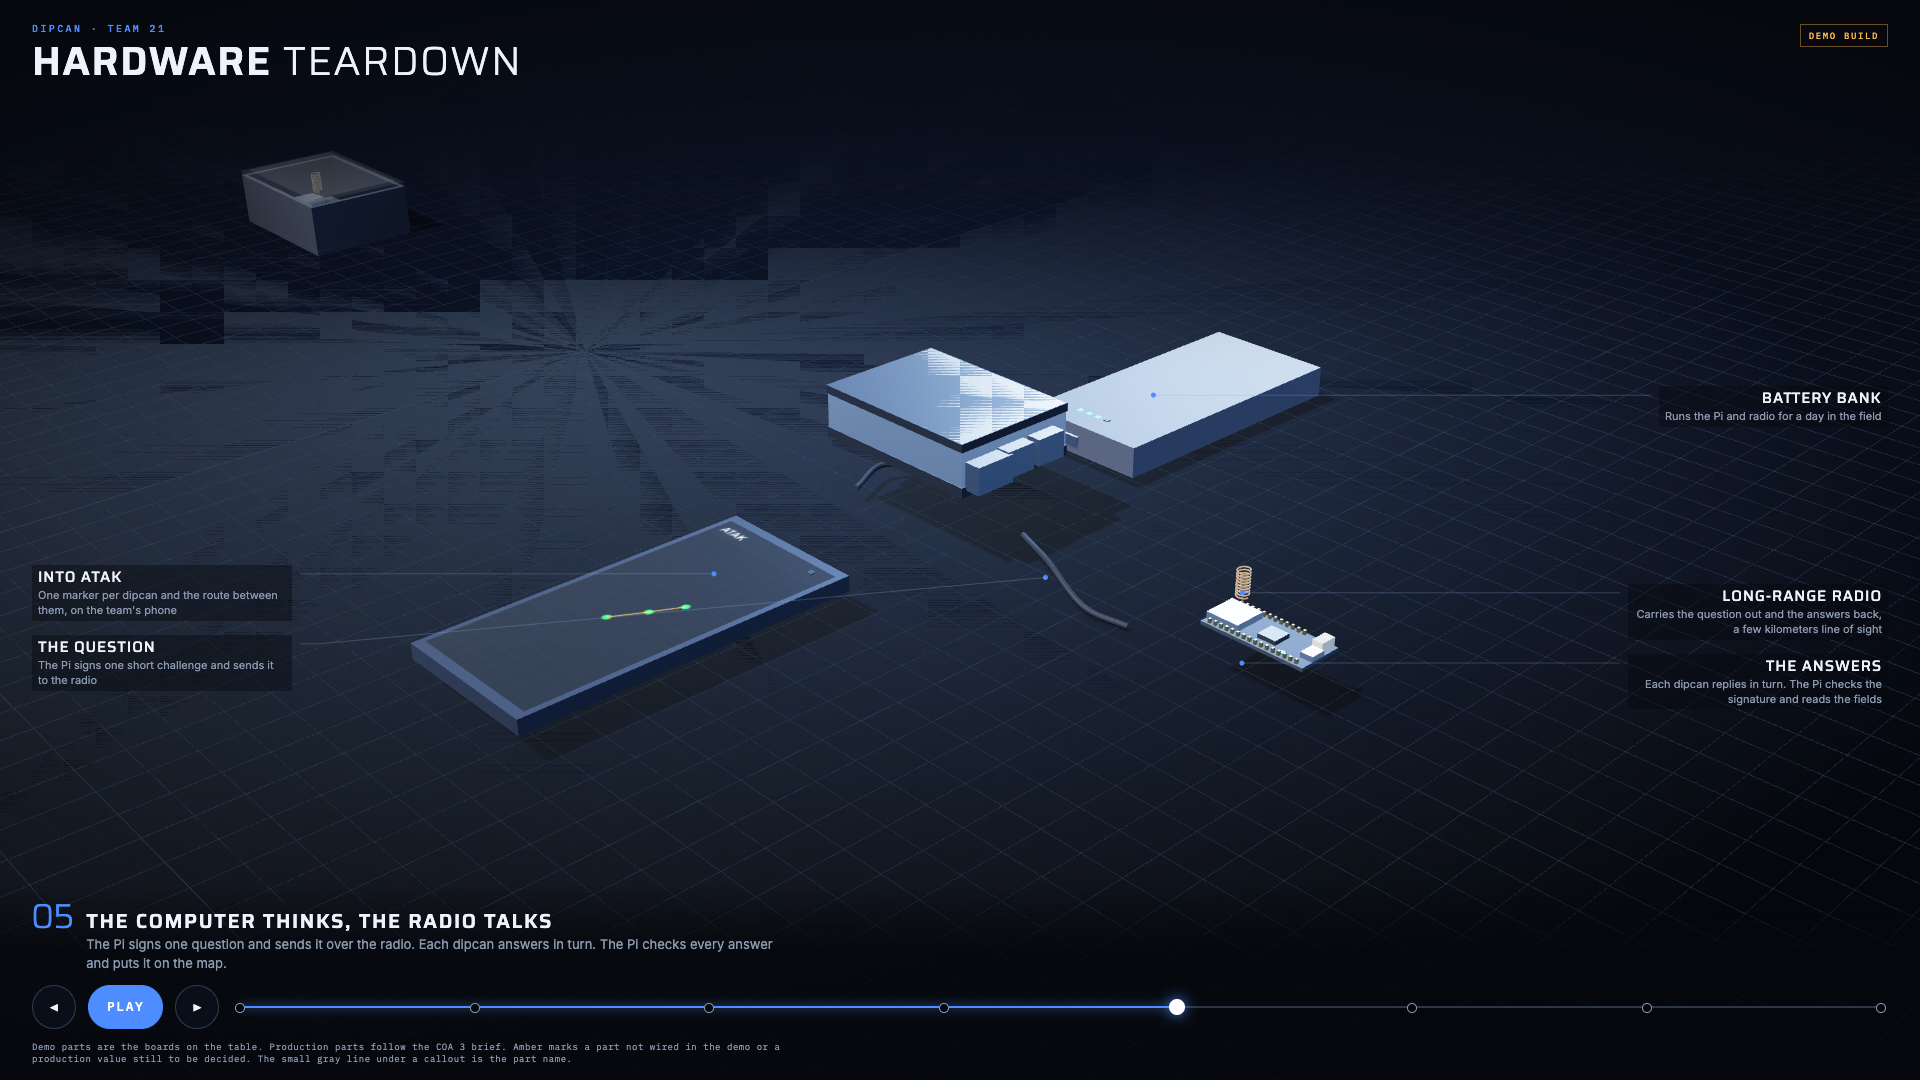 DIPCAN · TEAM 21
HARDWARE TEARDOWN
DEMO BUILD
ATAK
BATTERY BANK
Runs the Pi and radio for a day in the field
INTO ATAK
One marker per dipcan and the route between
them, on the team's phone
THE QUESTION
The Pi signs one short challenge and sends it
to the radio
LONG-RANGE RADIO
Carries the question out and the answers back,
a few kilometers line of sight
THE ANSWERS
Each dipcan replies in turn. The Pi checks the
signature and reads the fields
05 THE COMPUTER THINKS, THE RADIO TALKS
The Pi signs one question and sends it over the radio. Each dipcan answers in turn. The Pi checks every answer
and puts it on the map.
PLAY
Demo parts are the boards on the table. Production parts follow the COA 3 brief. Amber marks a part not wired in the demo or a
production value still to be decided. The small gray line under a callout is the part name.